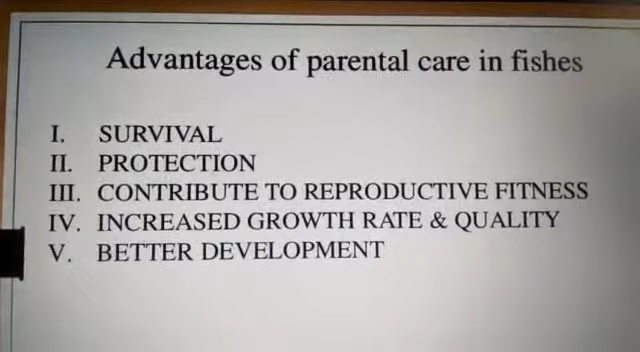 Advantages of parental care in fishes
I. SURVIVAL
II. PROTECTION
III. CONTRIBUTE TO REPRODUCTIVE FITNESS
IV. INCREASED GROWTH RATE & QUALITY
V. BETTER DEVELOPMENT